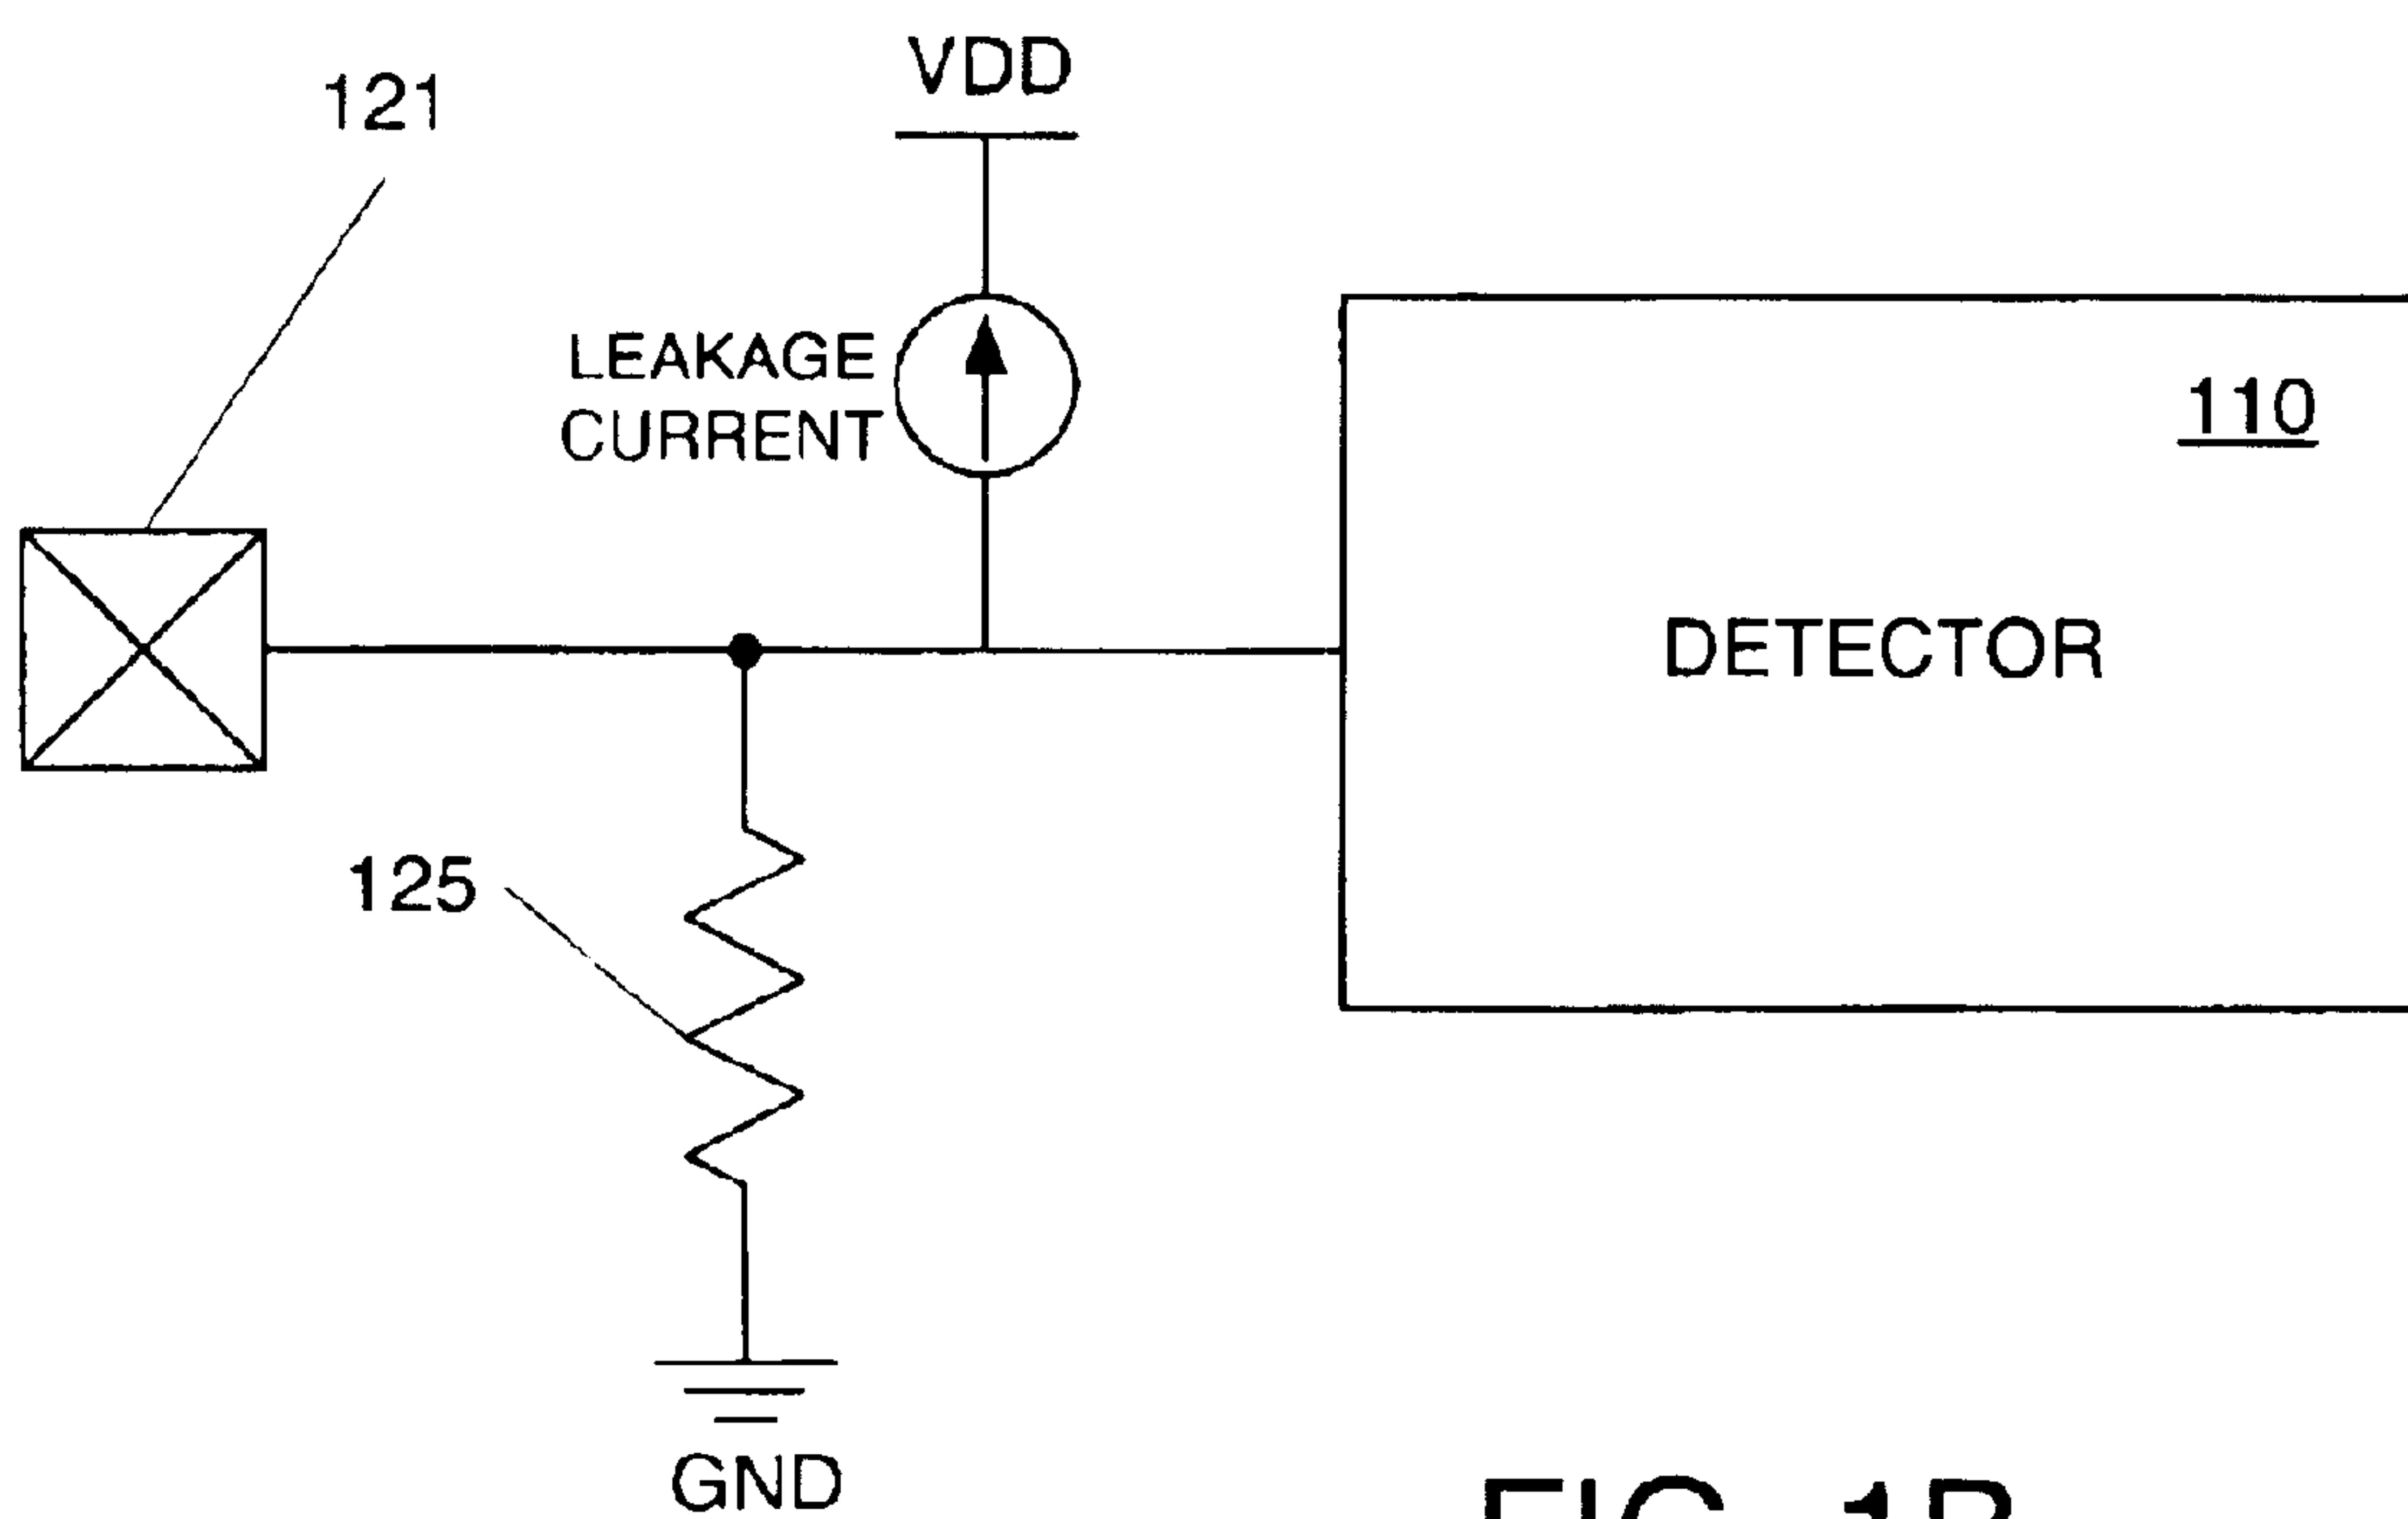 VDD
121
LEAKAGE
CURRENT
110
DETECTOR
125
GND